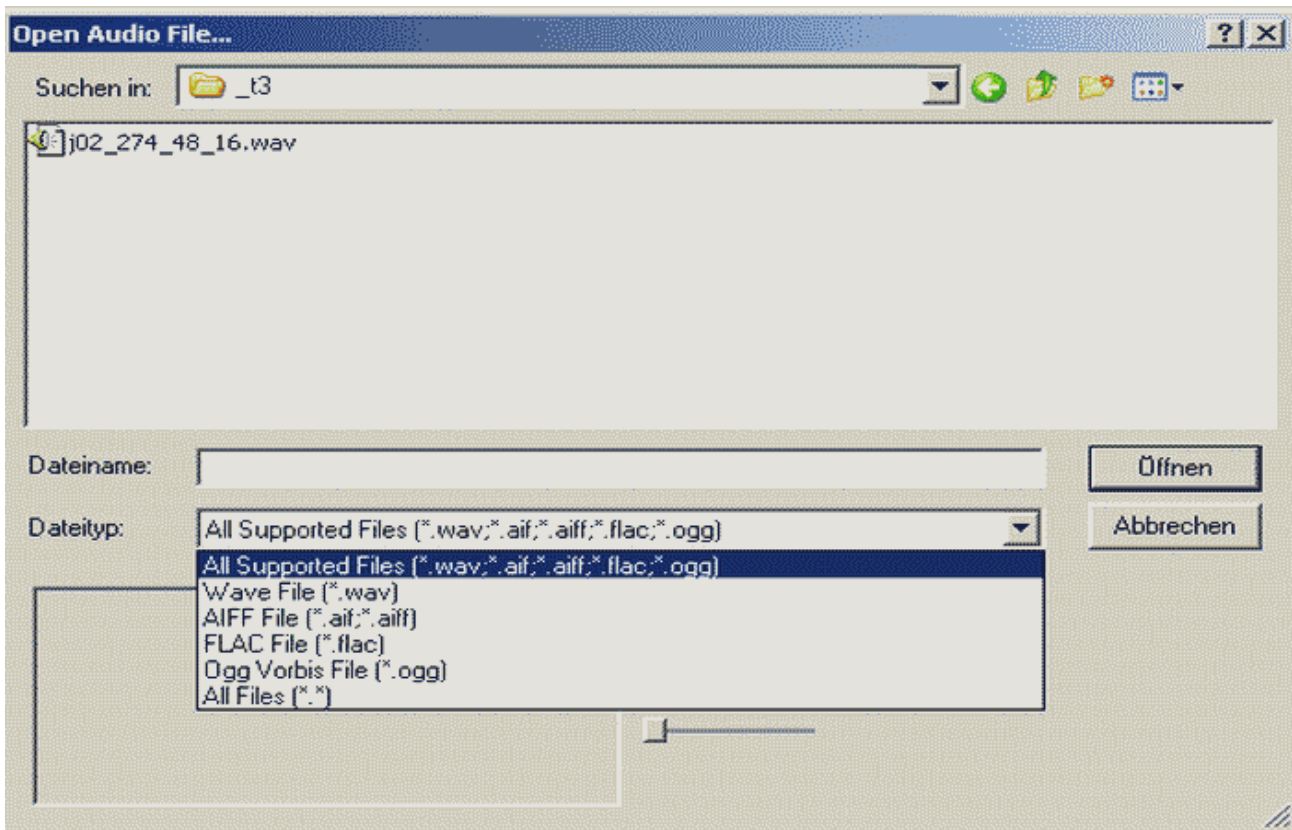 Open Audio File...
Suchen in: _t3
j02_274_48_16.wav
Dateiname:
Öffnen
Dateityp: All Supported Files (*.wav;*.aif;*.aiff;*.flac;*.ogg)
Abbrechen
All Supported Files (*.wav;*.aif;*.aiff;*.flac;*.ogg)
Wave File (*.wav)
AIFF File (*.aif;*.aiff)
FLAC File (*.flac)
Ogg Vorbis File (*.ogg)
All Files (*.*)